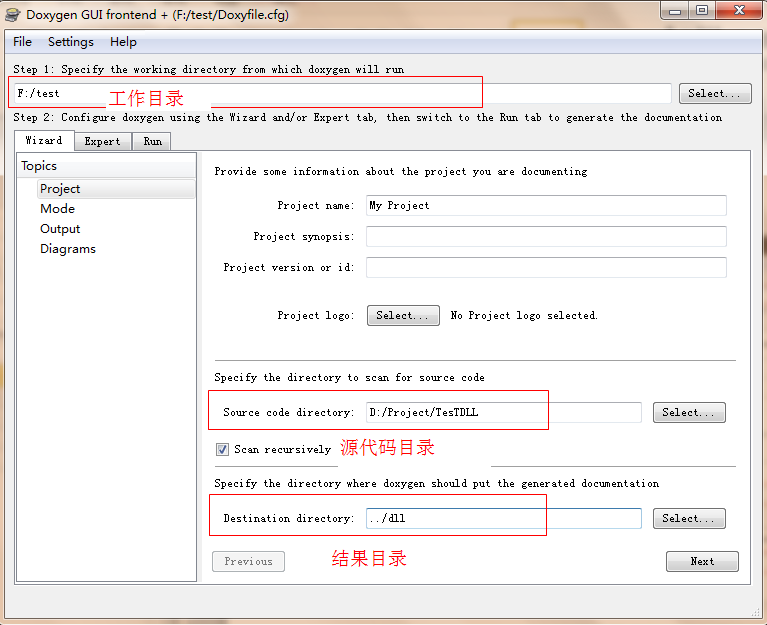 Doxygen GUI frontend + (F:/test/Doxyfile.cfg)
File Settings Help
Step 1: Specify the working directory from which doxygen will run
F:/test
Select...
工作目录
Step 2: Configure doxygen using the Wizard and/or Expert tab, then switch to the Run tab to generate the documentation
Wizard Expert Run
Topics
Project
Mode
Output
Diagrams
Provide some information about the project you are documenting
Project name: My Project
Project synopsis:
Project version or id:
Project logo: Select... No Project logo selected.
Specify the directory to scan for source code
Source code directory: D:/Project/TesTDLL Select...
Scan recursively
源代码目录
Specify the directory where doxygen should put the generated documentation
Destination directory: ../dll Select...
结果目录
Previous Next